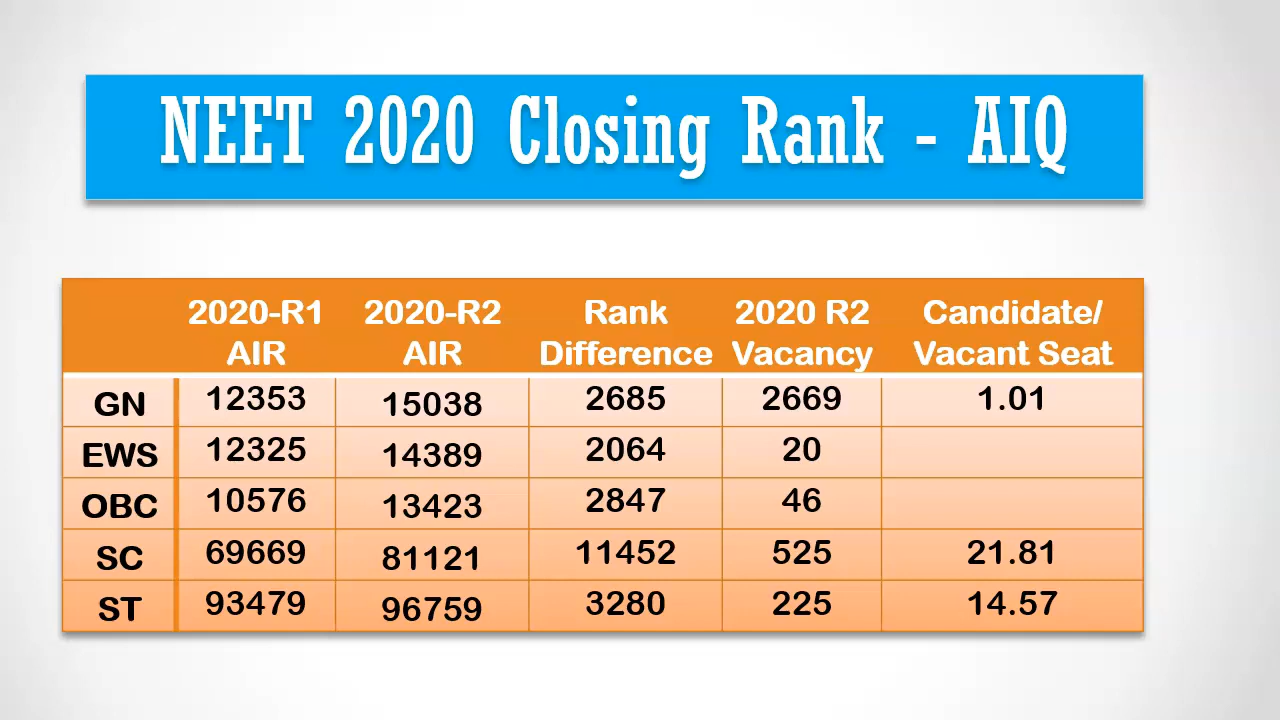 NEET 2020 Closing Rank - AIQ
2020-R1 AIR 2020-R2 AIR Rank Difference 2020 R2 Vacancy Candidate/ Vacant Seat
GN 12353 15038 2685 2669 1.01
EWS 12325 14389 2064 20
OBC 10576 13423 2847 46
SC 69669 81121 11452 525 21.81
ST 93479 96759 3280 225 14.57